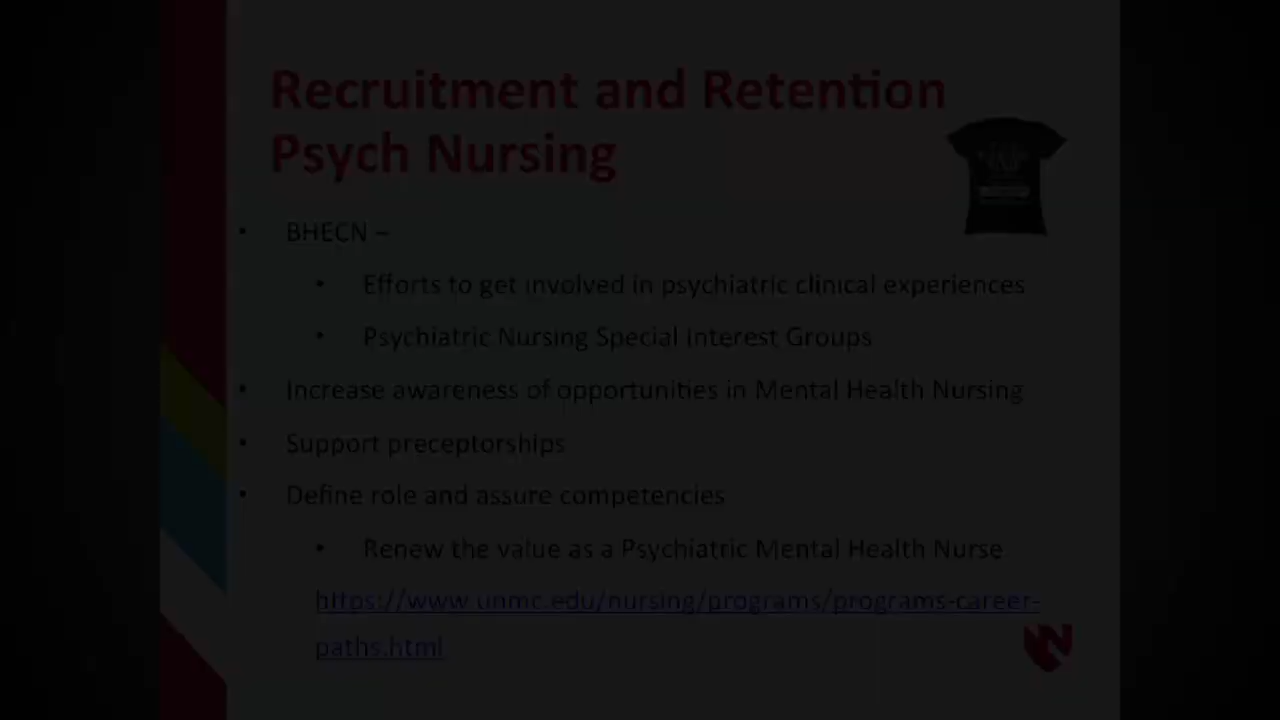 Recruitment and Retention
Psych Nursing
• BHECN –
• Efforts to get involved in psychiatric clinical experiences
• Psychiatric Nursing Special Interest Groups
• Increase awareness of opportunities in Mental Health Nursing
• Support preceptorships
• Define role and assure competencies
• Renew the value as a Psychiatric Mental Health Nurse
https://www.unmc.edu/nursing/programs/programs-career-
paths.html